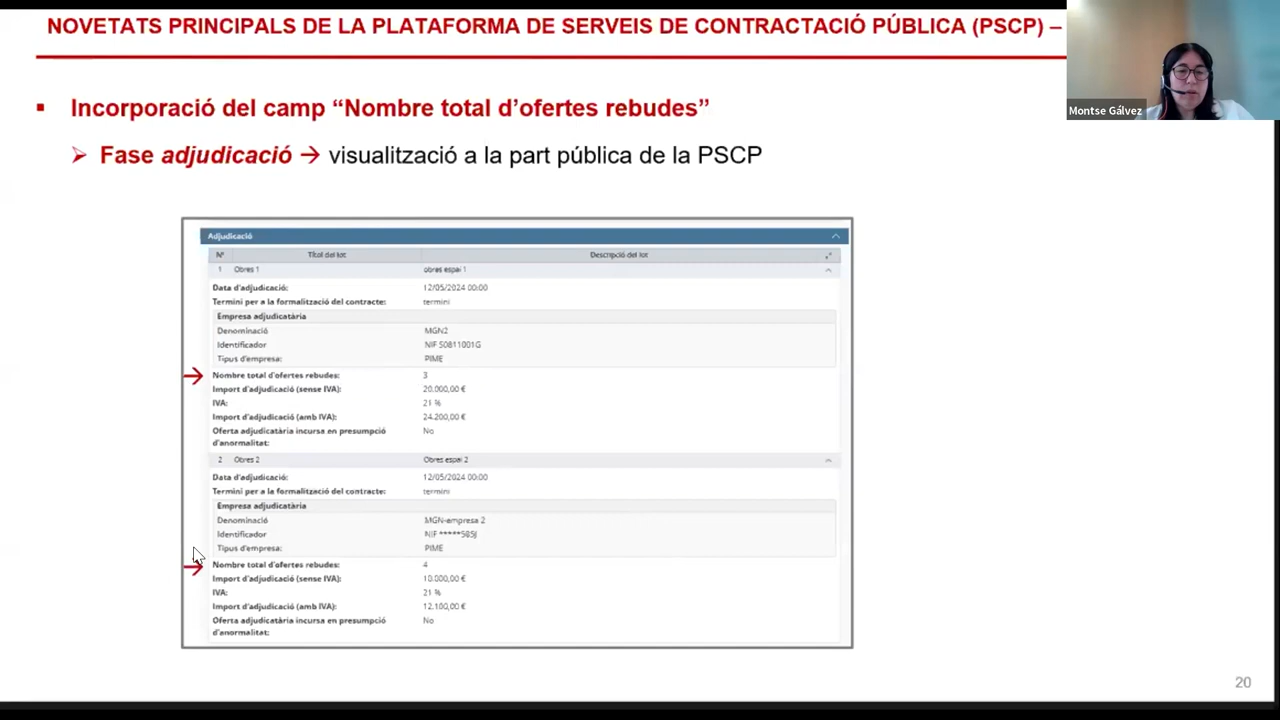 NOVETATS PRINCIPALS DE LA PLATAFORMA DE SERVEIS DE CONTRACTACIÓ PÚBLICA (PSCP) –
Montse Gálvez
▪ Incorporació del camp “Nombre total d’ofertes rebudes”
➢ Fase adjudicació → visualització a la part pública de la PSCP
Adjudicació
Nº Títol del lot Descripció del lot
1 Obres 1 obres espai 1
Data d'adjudicació: 12/05/2024 00:00
Termini per a la formalització del contracte: termini
Empresa adjudicatària
Denominació MGN2
Identificador NIF 50811001G
Tipus d'empresa: PIME
→ Nombre total d'ofertes rebudes: 3
Import d'adjudicació (sense IVA): 20.000,00 €
IVA: 21 %
Import d'adjudicació (amb IVA): 24.200,00 €
Oferta adjudicatària incursa en presumpció No
d'anormalitat:
2 Obres 2 Obres espai 2
Data d'adjudicació: 12/05/2024 00:00
Termini per a la formalització del contracte: termini
Empresa adjudicatària
Denominació MGN-empresa 2
Identificador NIF *****585J
Tipus d'empresa: PIME
→ Nombre total d'ofertes rebudes: 4
Import d'adjudicació (sense IVA): 10.000,00 €
IVA: 21 %
Import d'adjudicació (amb IVA): 12.100,00 €
Oferta adjudicatària incursa en presumpció No
d'anormalitat:
20